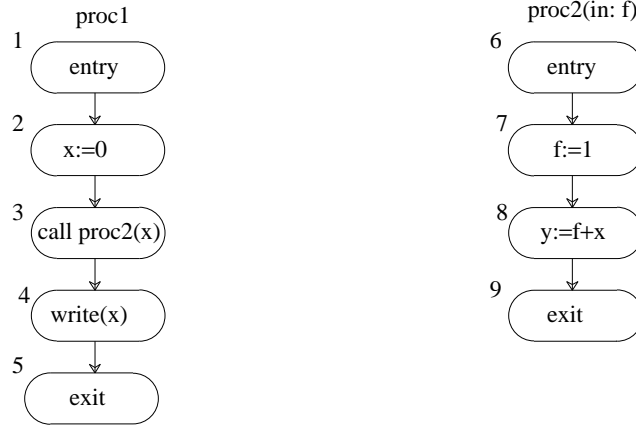 proc1
1
entry
2
x:=0
3
call proc2(x)
4
write(x)
5
exit
proc2(in: f)
6
entry
7
f:=1
8
y:=f+x
9
exit